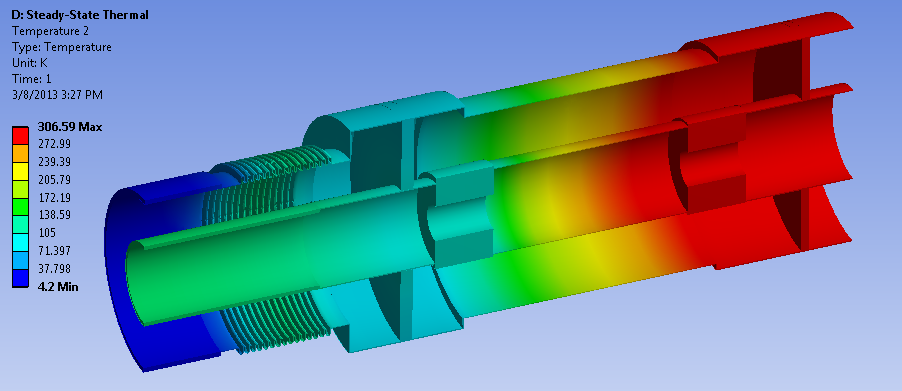 D: Steady-State Thermal
Temperature 2
Type: Temperature
Unit: K
Time: 1
3/8/2013 3:27 PM
306.59 Max
272.99
239.39
205.79
172.19
138.59
105
71.397
37.798
4.2 Min